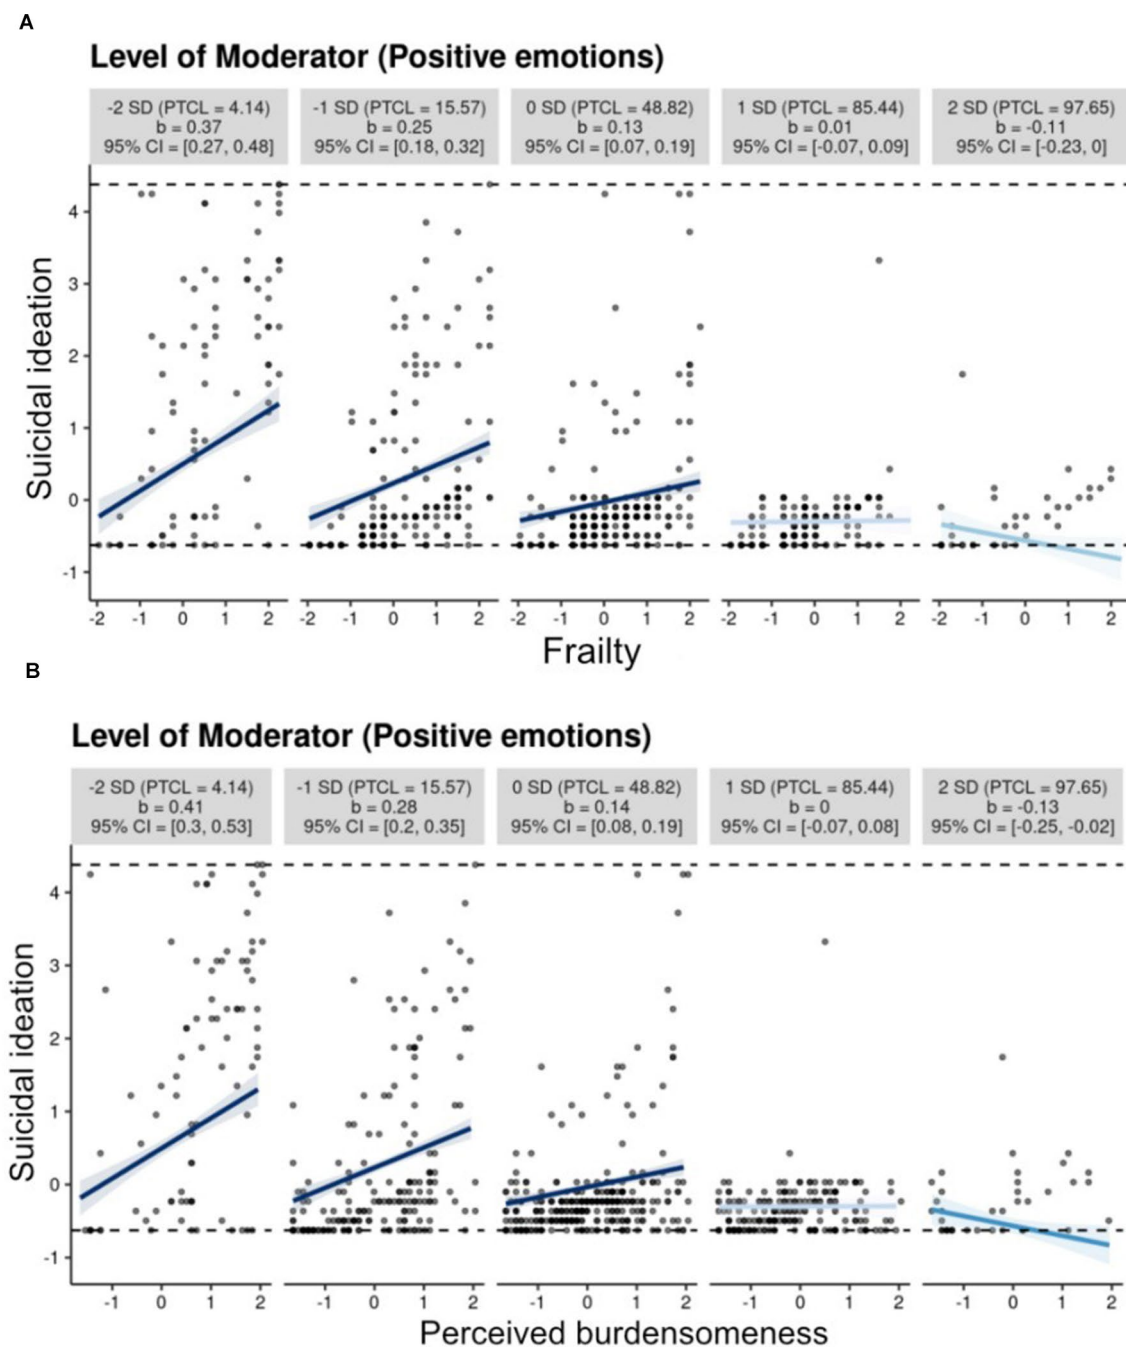 A
Level of Moderator (Positive emotions)
-2 SD (PTCL = 4.14)
b = 0.37
95% CI = [0.27, 0.48]
-1 SD (PTCL = 15.57)
b = 0.25
95% CI = [0.18, 0.32]
0 SD (PTCL = 48.82)
b = 0.13
95% CI = [0.07, 0.19]
1 SD (PTCL = 85.44)
b = 0.01
95% CI = [-0.07, 0.09]
2 SD (PTCL = 97.65)
b = -0.11
95% CI = [-0.23, 0]
Suicidal ideation
4
3
2
1
0
-1
-2 -1 0 1 2
-2 -1 0 1 2
-2 -1 0 1 2
-2 -1 0 1 2
-2 -1 0 1 2
Frailty
B
Level of Moderator (Positive emotions)
-2 SD (PTCL = 4.14)
b = 0.41
95% CI = [0.3, 0.53]
-1 SD (PTCL = 15.57)
b = 0.28
95% CI = [0.2, 0.35]
0 SD (PTCL = 48.82)
b = 0.14
95% CI = [0.08, 0.19]
1 SD (PTCL = 85.44)
b = 0
95% CI = [-0.07, 0.08]
2 SD (PTCL = 97.65)
b = -0.13
95% CI = [-0.25, -0.02]
Suicidal ideation
4
3
2
1
0
-1
-1 0 1 2
-1 0 1 2
-1 0 1 2
-1 0 1 2
-1 0 1 2
Perceived burdensomeness